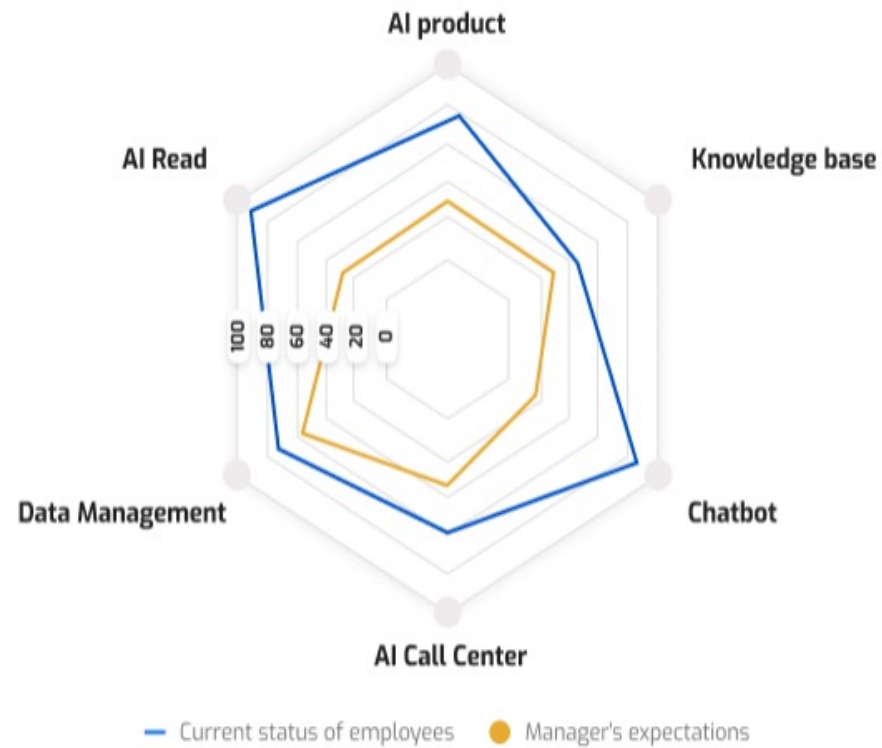 AI product
AI Read
Knowledge base
100 80 60 40 20 0
Data Management
Chatbot
AI Call Center
Current status of employees
Manager's expectations